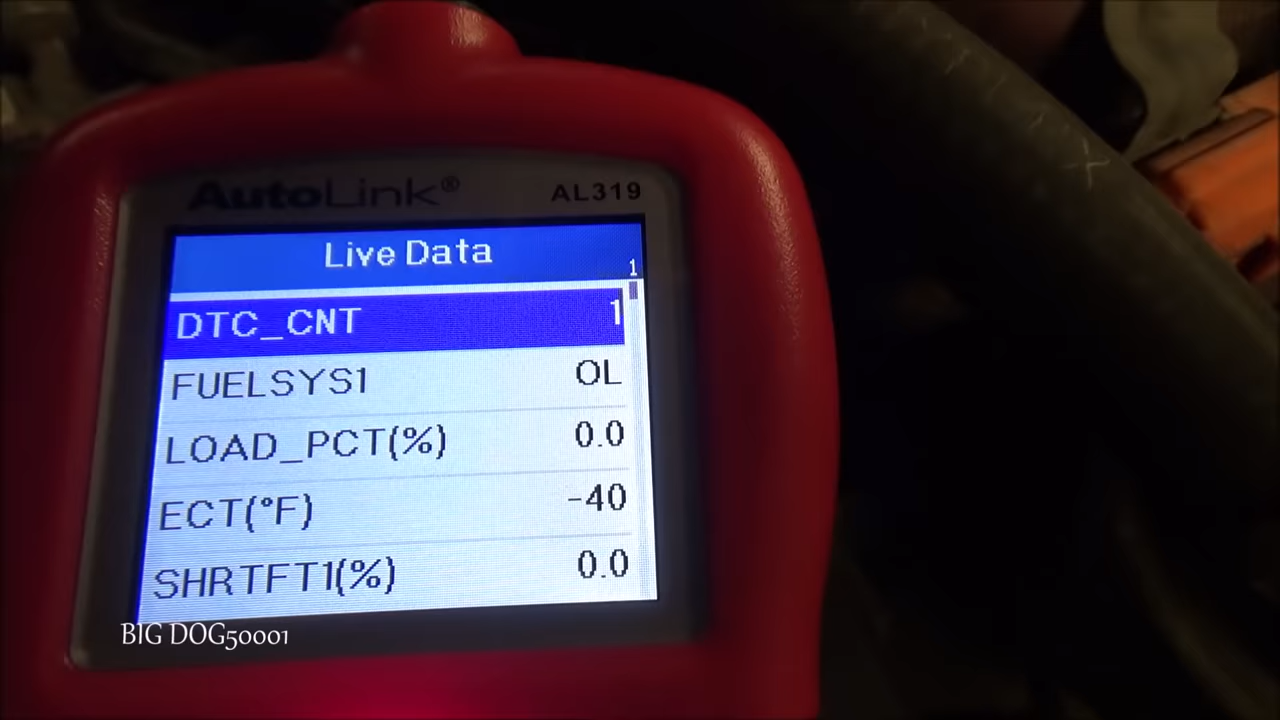 AutoLink® AL319
Live Data
1
DTC_CNT 1
FUELSYS1 OL
LOAD_PCT(%) 0.0
ECT(°F) -40
SHRTFT1(%) 0.0
BIG DOG50001